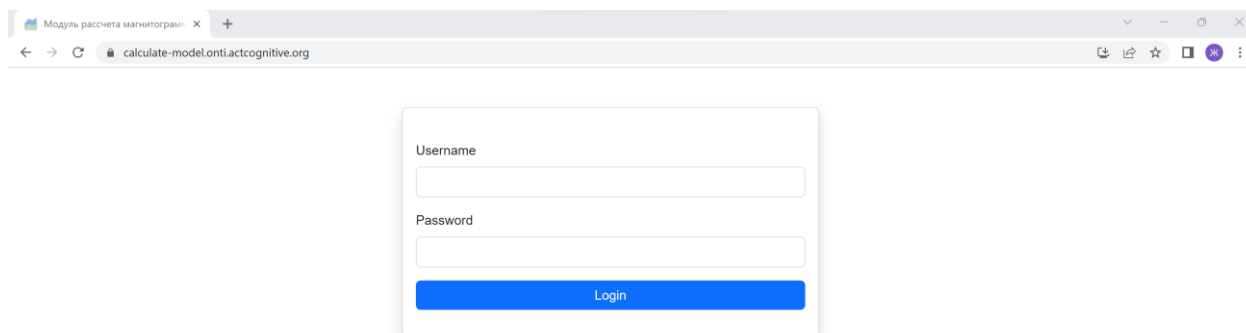 Модуль рассчета магнитограмм
calculate-model.onti.actcognitive.org
Ж
Username
Password
Login